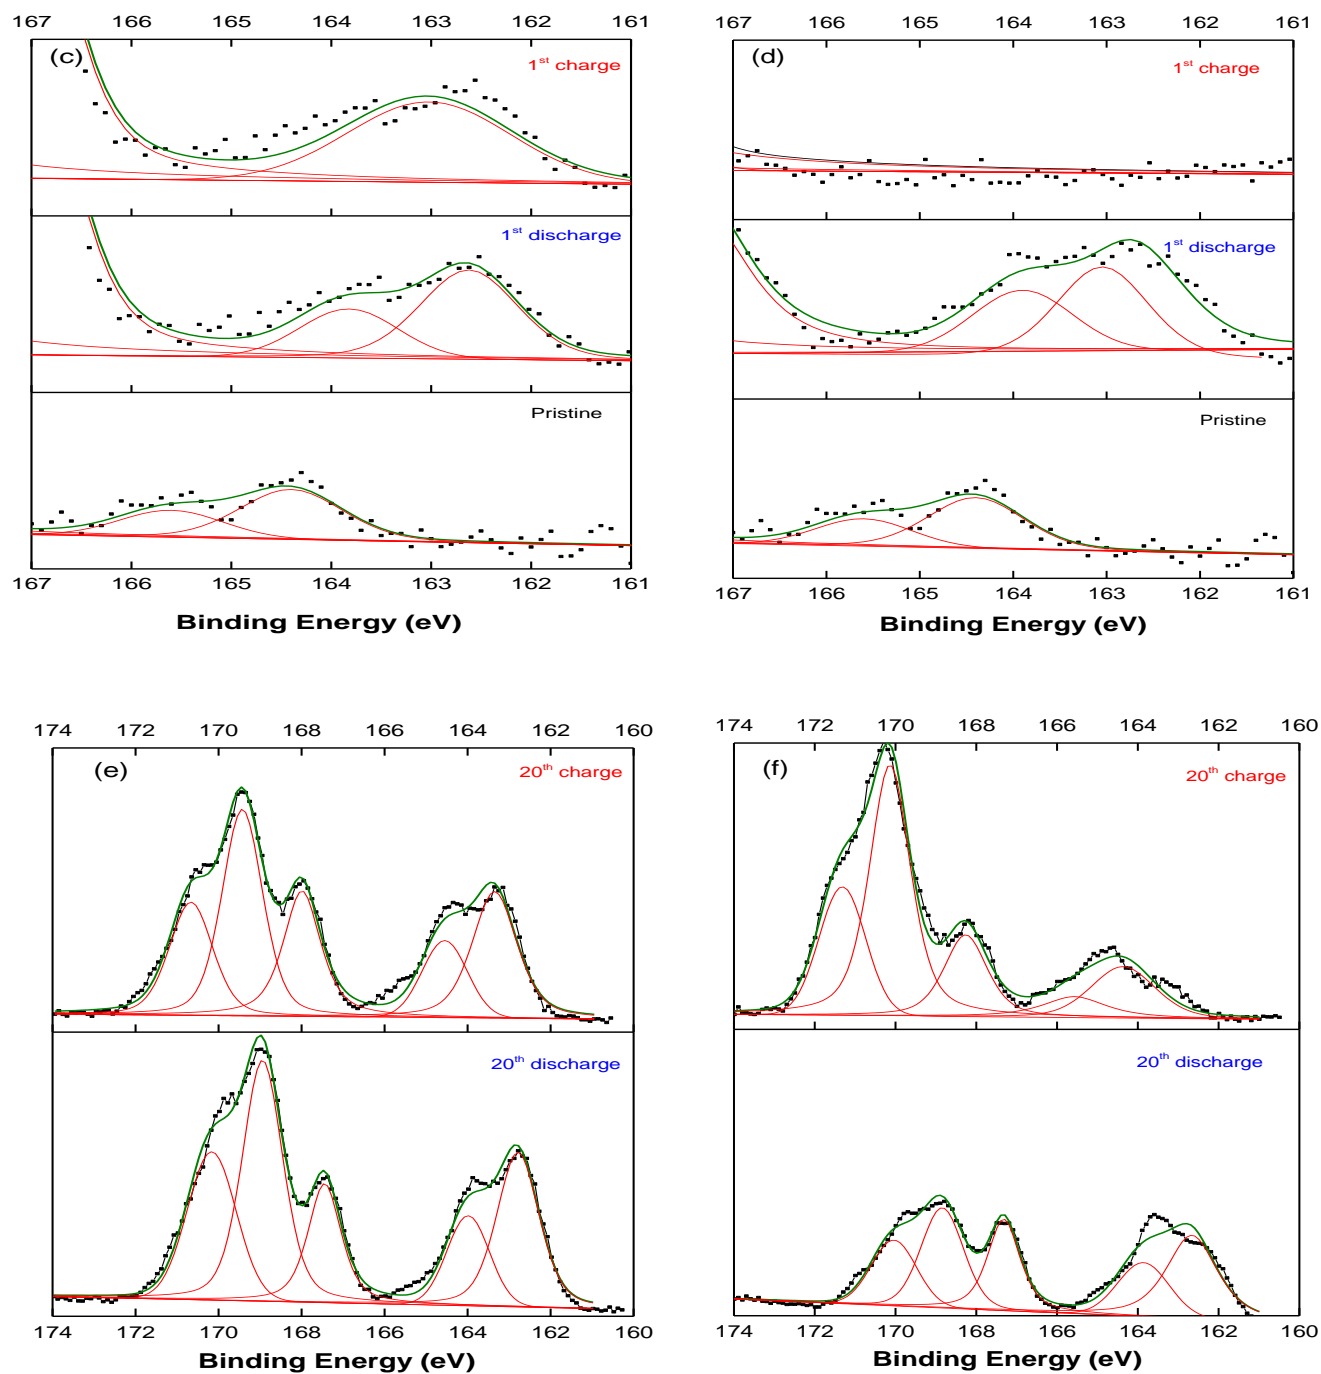 167 166 165 164 163 162 161
(c)
1st charge
1st discharge
Pristine
167 166 165 164 163 162 161
Binding Energy (eV)
167 166 165 164 163 162 161
(d)
1st charge
1st discharge
Pristine
167 166 165 164 163 162 161
Binding Energy (eV)
174 172 170 168 166 164 162 160
(e)
20th charge
20th discharge
174 172 170 168 166 164 162 160
Binding Energy (eV)
174 172 170 168 166 164 162 160
(f)
20th charge
20th discharge
174 172 170 168 166 164 162 160
Binding Energy (eV)